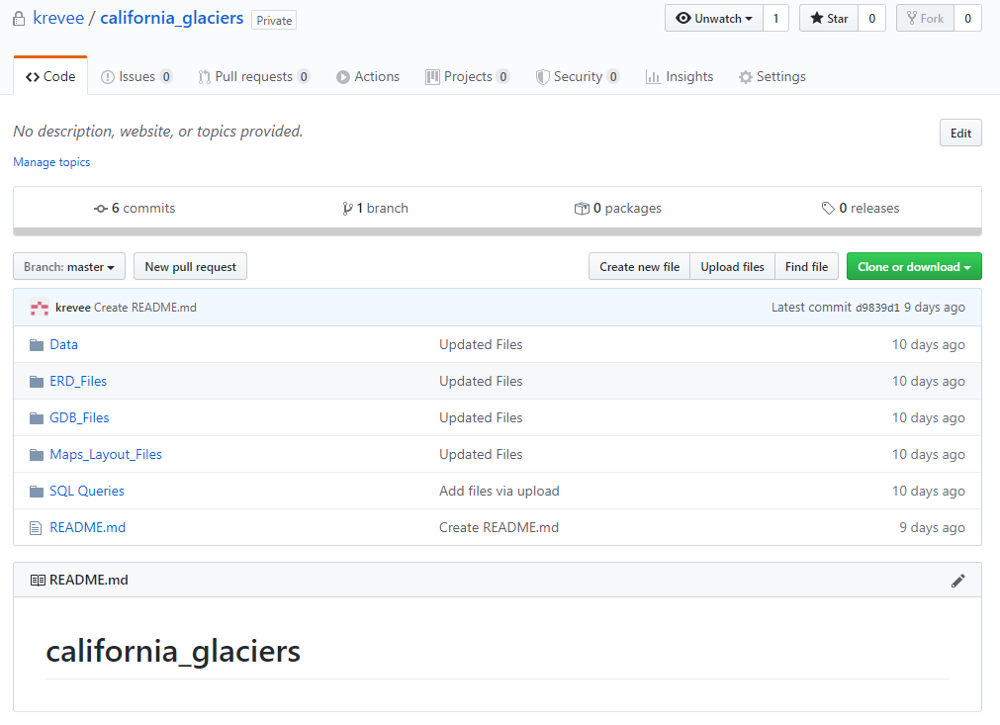 krevee / california_glaciers Private Unwatch 1 Star 0 Fork 0
Code Issues 0 Pull requests 0 Actions Projects 0 Security 0 Insights Settings
No description, website, or topics provided. Edit
Manage topics
6 commits 1 branch 0 packages 0 releases
Branch: master New pull request Create new file Upload files Find file Clone or download
krevee Create README.md Latest commit d9839d1 9 days ago
Data Updated Files 10 days ago
ERD_Files Updated Files 10 days ago
GDB_Files Updated Files 10 days ago
Maps_Layout_Files Updated Files 10 days ago
SQL Queries Add files via upload 10 days ago
README.md Create README.md 9 days ago
README.md
california_glaciers